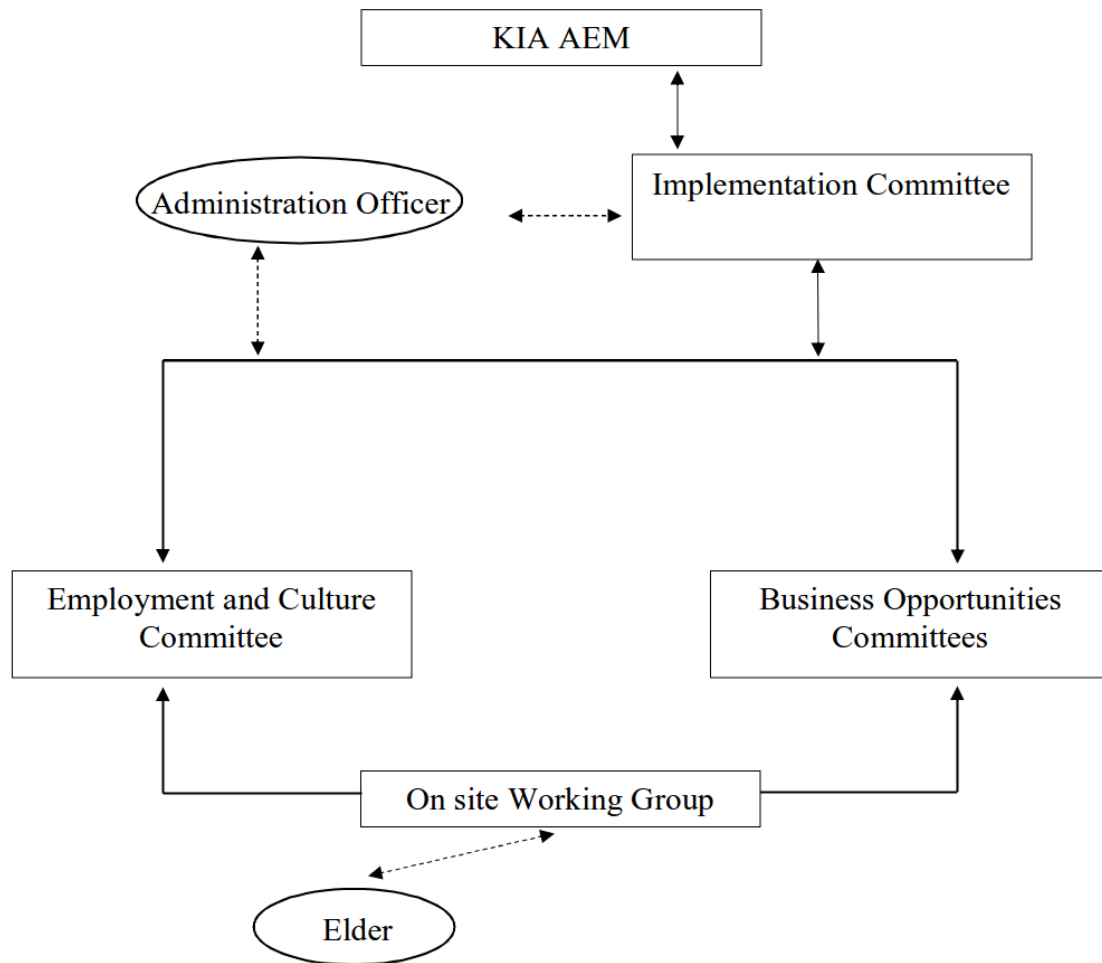 KIA AEM
Implementation Committee
Administration Officer
Employment and Culture
Committee
Business Opportunities
Committees
On site Working Group
Elder